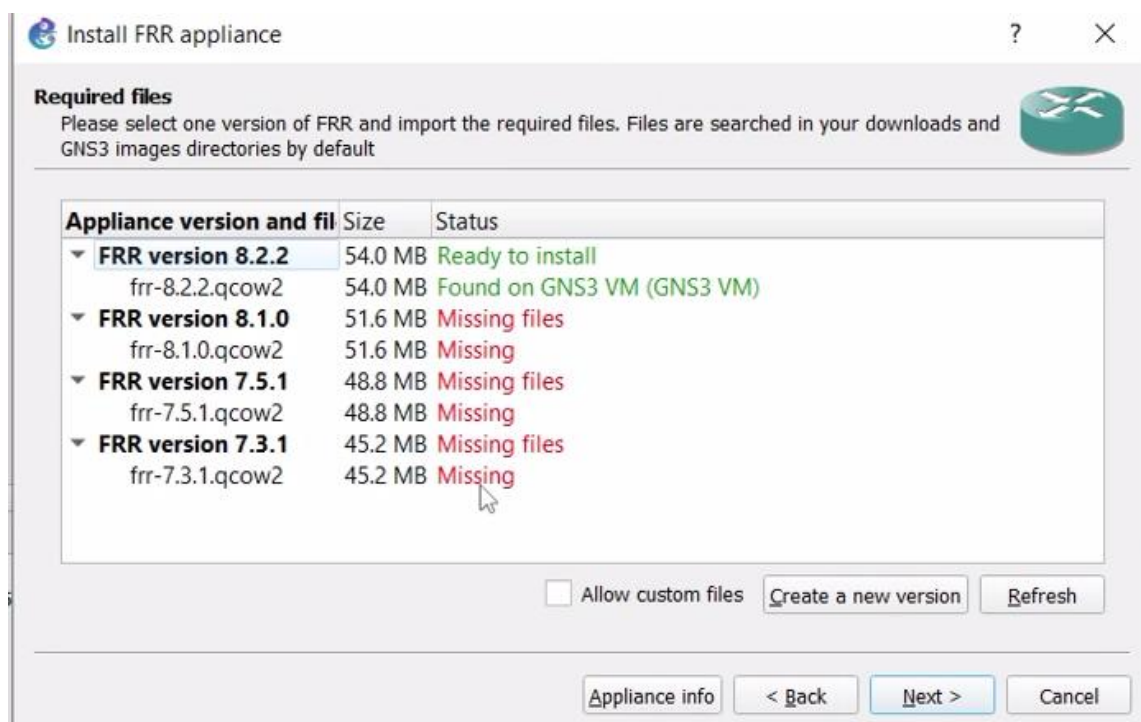 Install FRR appliance ?
Required files
Please select one version of FRR and import the required files. Files are searched in your downloads and
GNS3 images directories by default
Appliance version and fil Size Status
FRR version 8.2.2 54.0 MB Ready to install
frr-8.2.2.qcow2 54.0 MB Found on GNS3 VM (GNS3 VM)
FRR version 8.1.0 51.6 MB Missing files
frr-8.1.0.qcow2 51.6 MB Missing
FRR version 7.5.1 48.8 MB Missing files
frr-7.5.1.qcow2 48.8 MB Missing
FRR version 7.3.1 45.2 MB Missing files
frr-7.3.1.qcow2 45.2 MB Missing
Allow custom files Create a new version Refresh
Appliance info < Back Next > Cancel